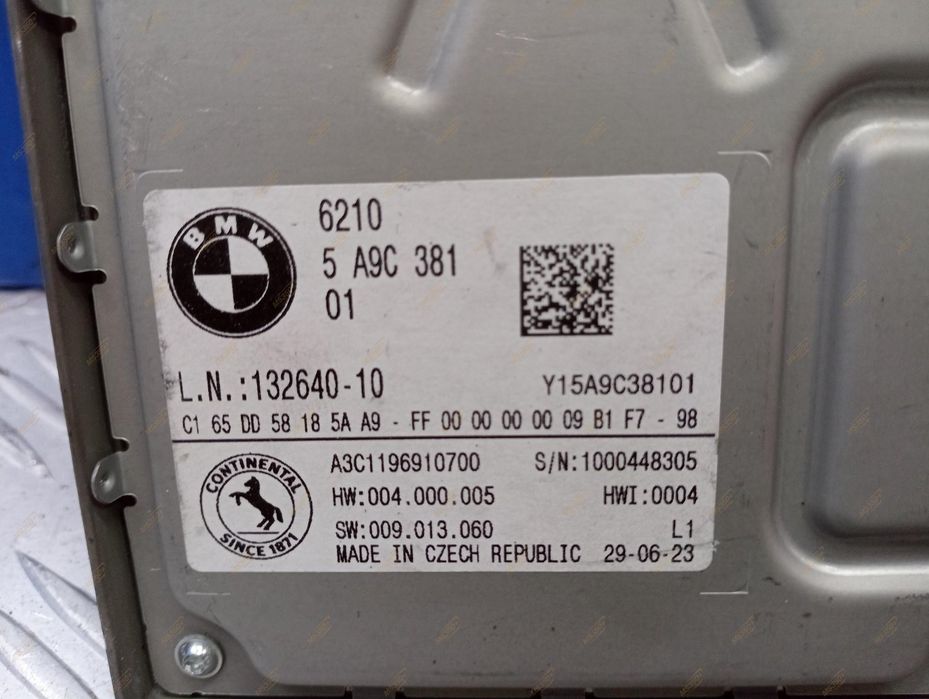 BMW
6210
5 A9C 381
01
L.N.:132640-10
Y15A9C38101
C1 65 DD 58 18 5A A9 - FF 00 00 00 00 09 B1 F7 - 98
CONTINENTAL
SINCE 1871
A3C1196910700
S/N:1000448305
HW:004.000.005
HWI:0004
SW:009.013.060
L1
MADE IN CZECH REPUBLIC 29-06-23